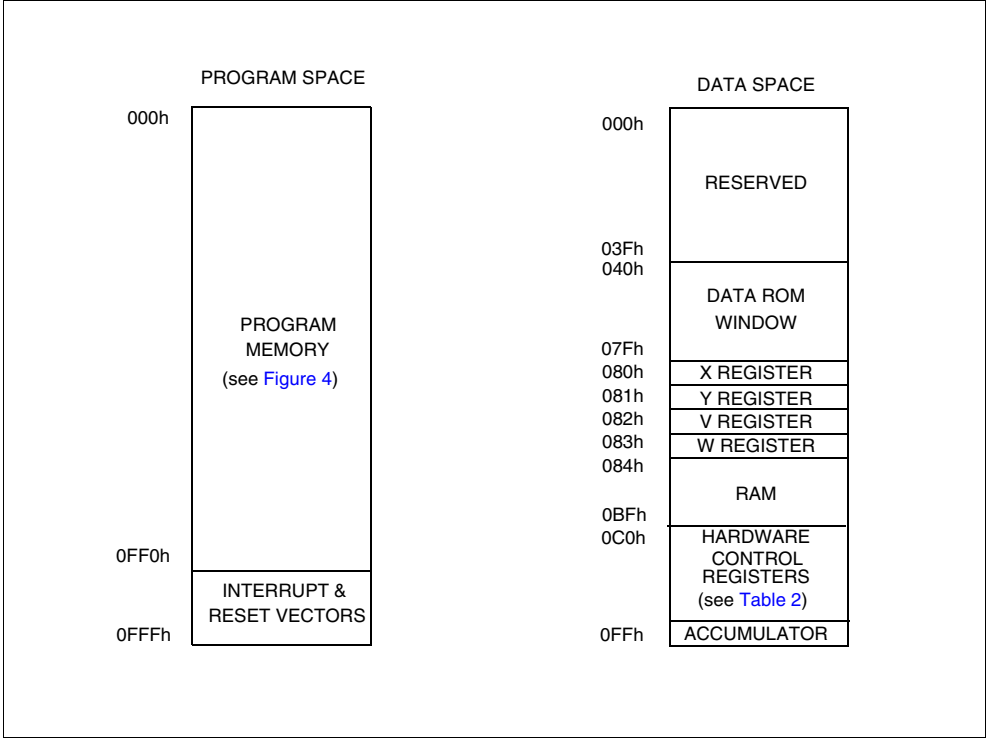 PROGRAM SPACE
000h
PROGRAM
MEMORY
(see Figure 4)
0FF0h
INTERRUPT &
RESET VECTORS
0FFFh
DATA SPACE
000h
RESERVED
03Fh
040h
DATA ROM
WINDOW
07Fh
080h
X REGISTER
081h
Y REGISTER
082h
V REGISTER
083h
W REGISTER
084h
RAM
0BFh
0C0h
HARDWARE
CONTROL
REGISTERS
(see Table 2)
0FFh
ACCUMULATOR